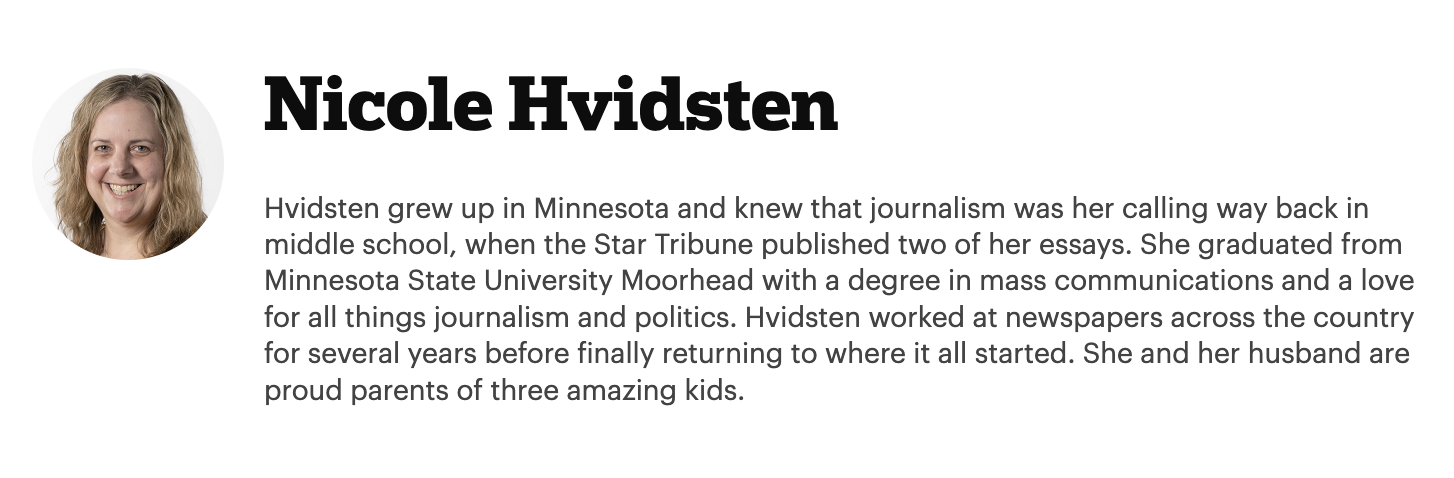 Nicole Hvidsten
Hvidsten grew up in Minnesota and knew that journalism was her calling way back in
middle school, when the Star Tribune published two of her essays. She graduated from
Minnesota State University Moorhead with a degree in mass communications and a love
for all things journalism and politics. Hvidsten worked at newspapers across the country
for several years before finally returning to where it all started. She and her husband are
proud parents of three amazing kids.